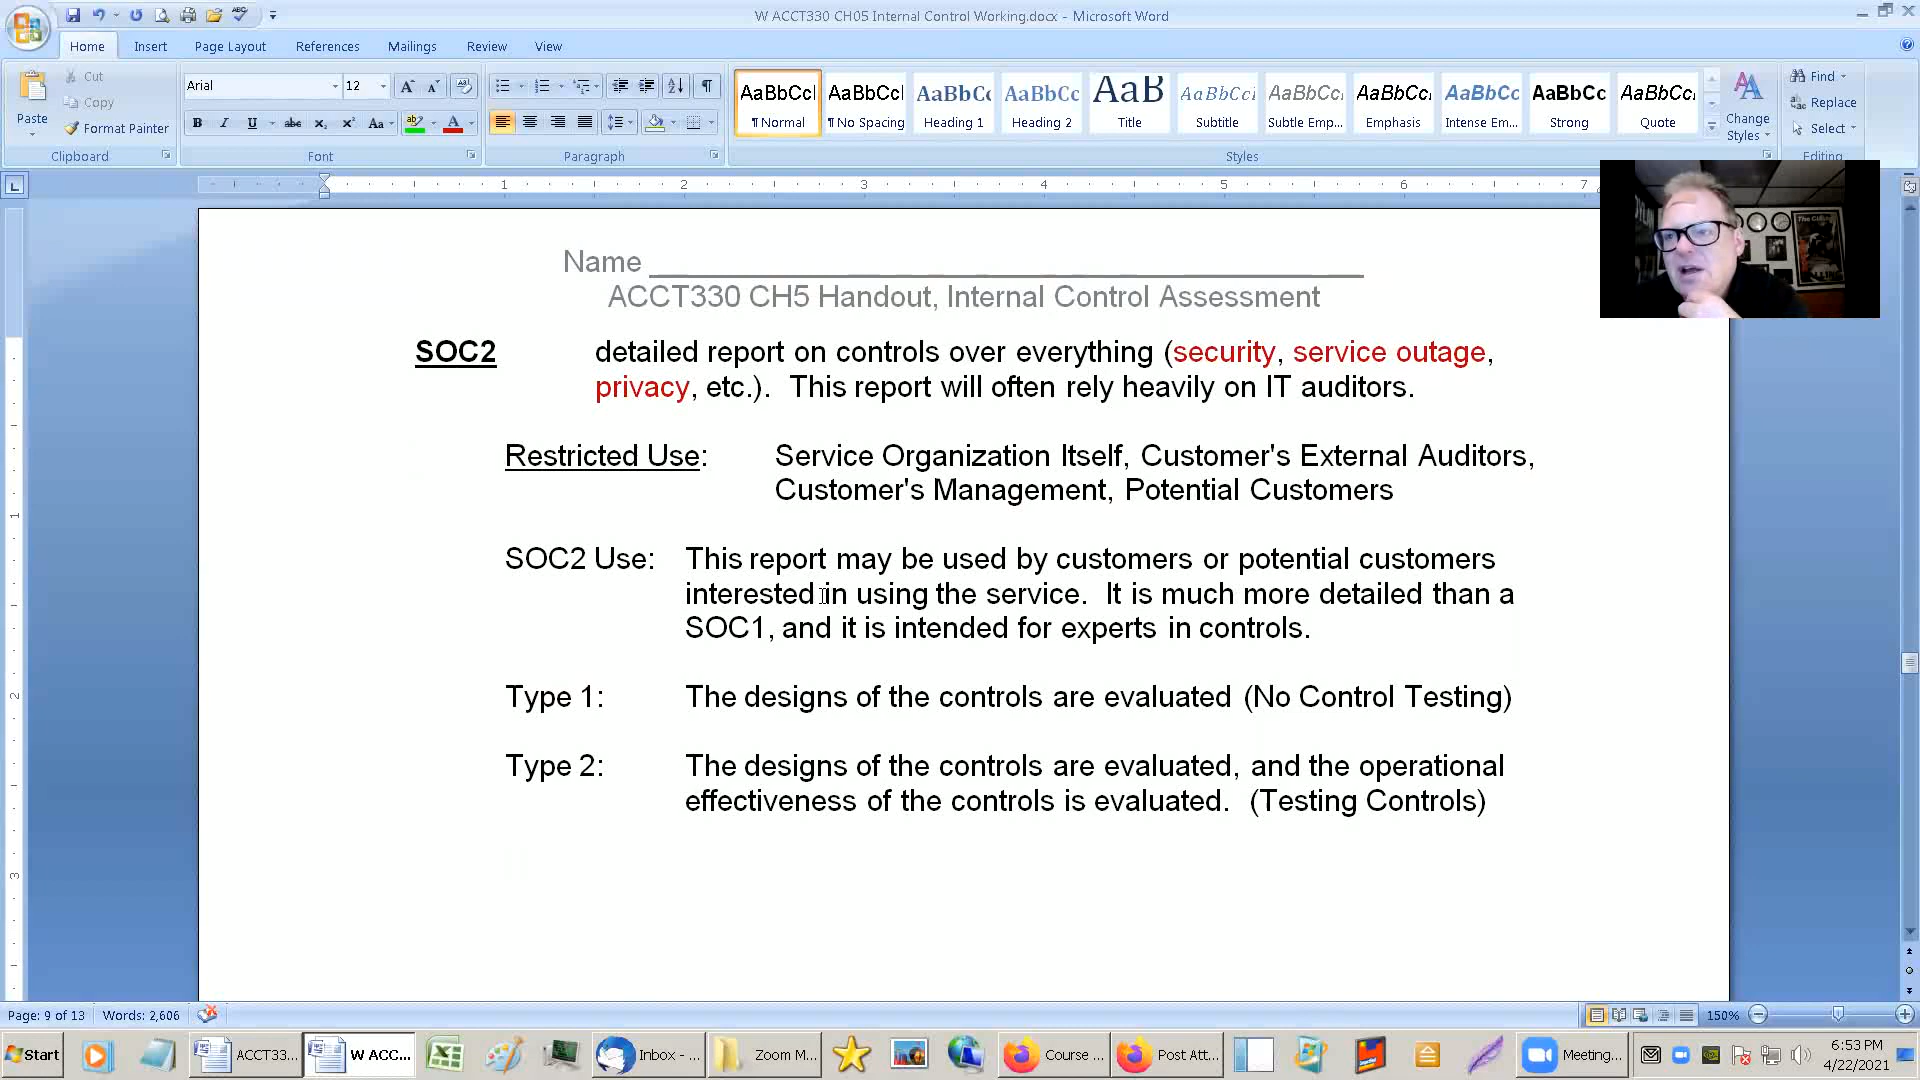 W ACCT330 CH05 Internal Control Working.docx - Microsoft Word
Home Insert Page Layout References Mailings Review View
Paste
Cut
Copy
Format Painter
Clipboard
Arial 12
Font
Paragraph
AaBbCcI AaBbCcI AaBbCc AaBbCc AaB AaBbCcI AaBbCcI AaBbCcI AaBbCcI AaBbCc AaBbCcI
¶ Normal ¶ No Spacing Heading 1 Heading 2 Title Subtitle Subtle Emp... Emphasis Intense Em... Strong Quote
Styles
Change Styles
Find
Replace
Select
Editing
1 2 3 4 5 6 7
Name
ACCT330 CH5 Handout, Internal Control Assessment
SOC2 detailed report on controls over everything (security, service outage,
privacy, etc.). This report will often rely heavily on IT auditors.
Restricted Use: Service Organization Itself, Customer's External Auditors,
Customer's Management, Potential Customers
SOC2 Use: This report may be used by customers or potential customers
interested in using the service. It is much more detailed than a
SOC1, and it is intended for experts in controls.
Type 1: The designs of the controls are evaluated (No Control Testing)
Type 2: The designs of the controls are evaluated, and the operational
effectiveness of the controls is evaluated. (Testing Controls)
Page: 9 of 13 Words: 2,606 150%
Start ACCT33... W ACC... Inbox - ... Zoom M... Course ... Post Att... Meeting... 6:53 PM
4/22/2021